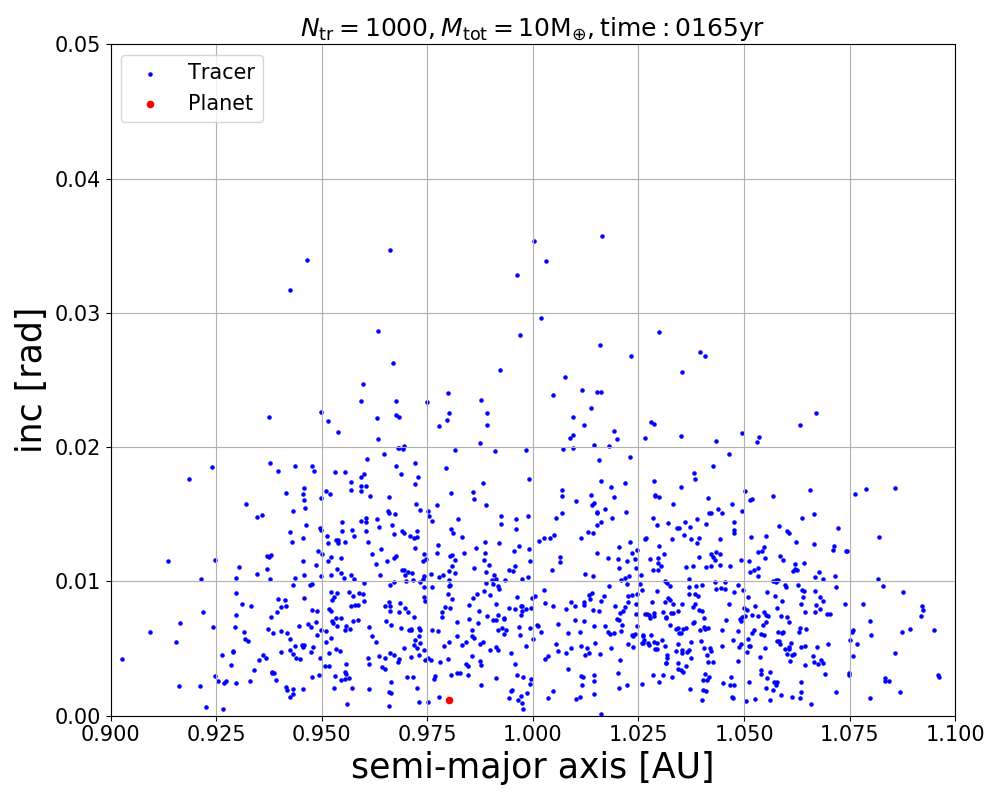 N_tr = 1000, M_tot = 10M_⊕, time : 0165yr
Tracer
Planet
0.05
0.04
0.03
0.02
0.01
0.00
inc [rad]
0.900 0.925 0.950 0.975 1.000 1.025 1.050 1.075 1.100
semi-major axis [AU]